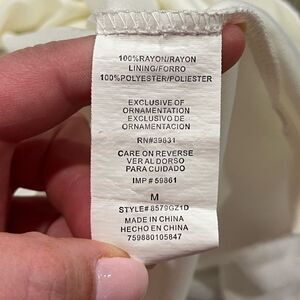 100%RAYON/RAYON
LINING/FORRO
100%POLYESTER/POLIESTER
EXCLUSIVE OF
ORNAMENTATION
EXCLUSIVO DE
ORNAMENTACION
RN#39831
CARE ON REVERSE
VER AL DORSO
PARA CUIDADO
IMP # 59861
M
STYLE# 8579GZ1D
MADE IN CHINA
HECHO EN CHINA
759880105847